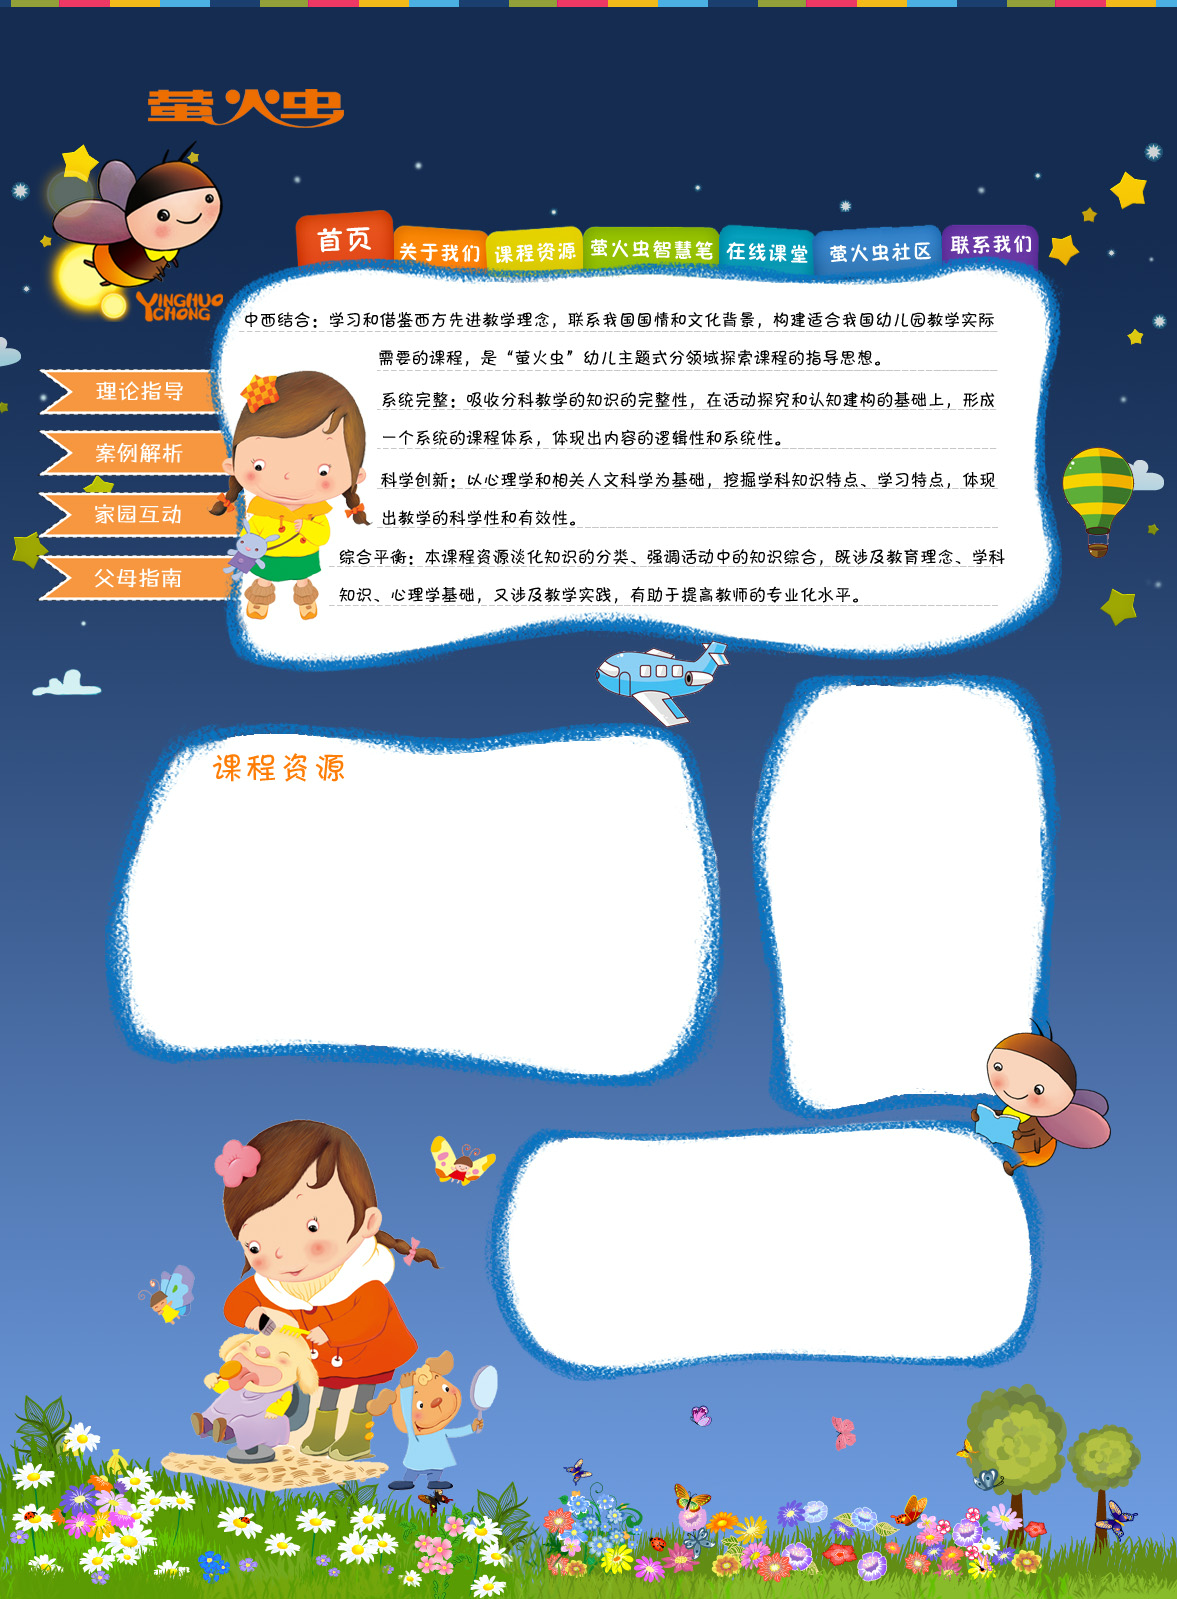 萤火虫
YINGHUO
CHONG
首页
关于我们
课程资源
萤火虫智慧笔
在线课堂
萤火虫社区
联系我们
理论指导
案例解析
家园互动
父母指南
中西结合：学习和借鉴西方先进教学理念，联系我国国情和文化背景，构建适合我国幼儿园教学实际
需要的课程，是“萤火虫”幼儿主题式分领域探索课程的指导思想。
系统完整：吸收分科教学的知识的完整性，在活动探究和认知建构的基础上，形成
一个系统的课程体系，体现出内容的逻辑性和系统性。
科学创新：以心理学和相关人文科学为基础，挖掘学科知识特点、学习特点，体现
出教学的科学性和有效性。
综合平衡：本课程资源谈化知识的分类、强调活动中的知识综合，既涉及教育理念、学科
知识、心理学基础，又涉及教学实践，有助于提高教师的专业化水平。
课程资源